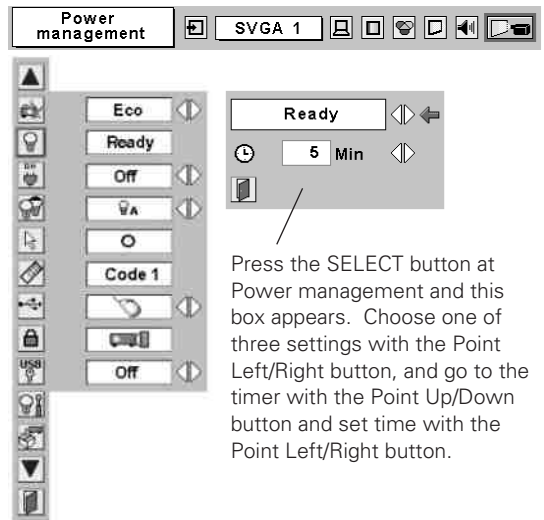 Power
management
SVGA 1
Eco
Ready
Off
A
Code 1
USB
Off
Ready
5 Min
Press the SELECT button at
Power management and this
box appears. Choose one of
three settings with the Point
Left/Right button, and go to the
timer with the Point Up/Down
button and set time with the
Point Left/Right button.